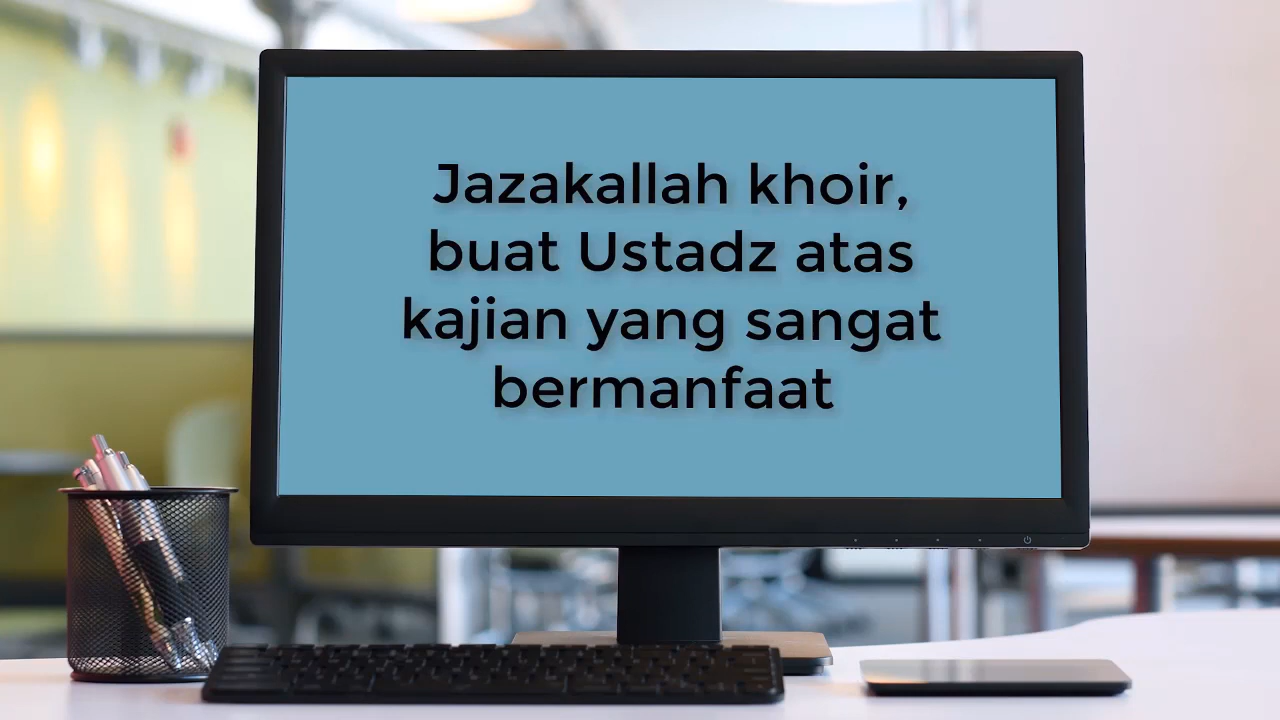 Jazakallah khoir,
buat Ustadz atas
kajian yang sangat
bermanfaat